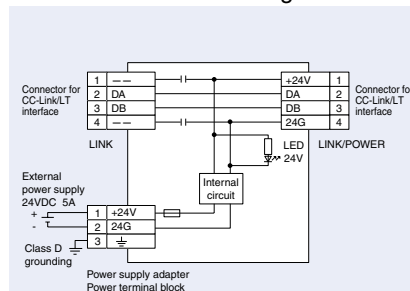 Connector for
CC-Link/LT
interface
1 — —
2 DA
3 DB
4 — —
LINK
+24V 1
DA 2
DB 3
24G 4
LINK/POWER
Connector fo
CC-Link/LT
interface
LED
24V
Internal
circuit
External
power supply
24VDC 5A
+
-
1 +24V
2 24G
3
Class D
grounding
Power supply adapter
Power terminal block